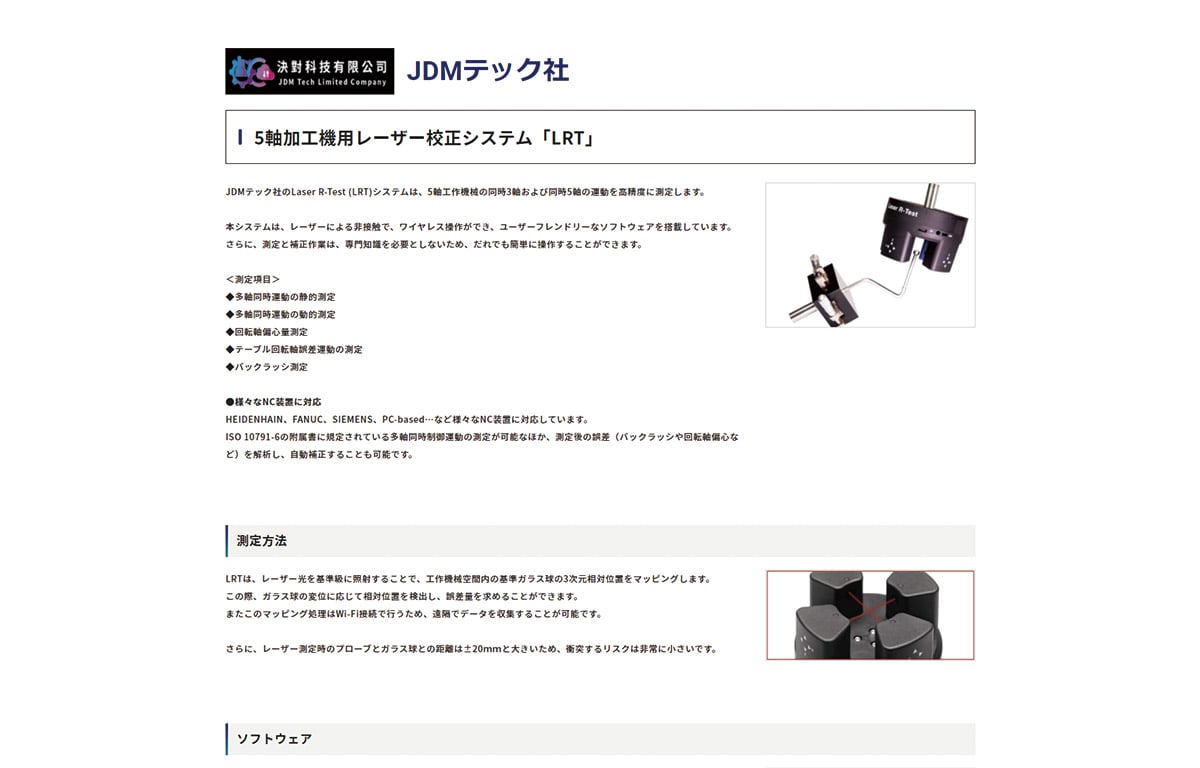 決對科技有限公司
JDM Tech Limited Company
JDMテック社
5軸加工機用レーザー校正システム「LRT」
JDMテック社のLaser R-Test (LRT)システムは、5軸工作機械の同時3軸および同時5軸の運動を高精度に測定します。
Laser R-Test
本システムは、レーザーによる非接触で、ワイヤレス操作ができ、ユーザーフレンドリーなソフトウェアを搭載しています。
さらに、測定と補正作業は、専門知識を必要としないため、だれでも簡単に操作することができます。
＜測定項目＞
◆多軸同時運動の静的測定
◆多軸同時運動の動的測定
◆回転軸偏心量測定
◆テーブル回転軸誤差運動の測定
◆バックラッシ測定
●様々なNC装置に対応
HEIDENHAIN、FANUC、SIEMENS、PC-based…など様々なNC装置に対応しています。
ISO 10791-6の附属書に規定されている多軸同時制御運動の測定が可能なほか、測定後の誤差（バックラッシや回転軸偏心な
ど）を解析し、自動補正することも可能です。
測定方法
LRTは、レーザー光を基準級に照射することで、工作機械空間内の基準ガラス球の3次元相対位置をマッピングします。
この際、ガラス球の変位に応じて相対位置を検出し、誤差量を求めることができます。
またこのマッピング処理はWi-Fi接続で行うため、遠隔でデータを収集することが可能です。
さらに、レーザー測定時のプローブとガラス球との距離は±20mmと大きいため、衝突するリスクは非常に小さいです。
ソフトウェア